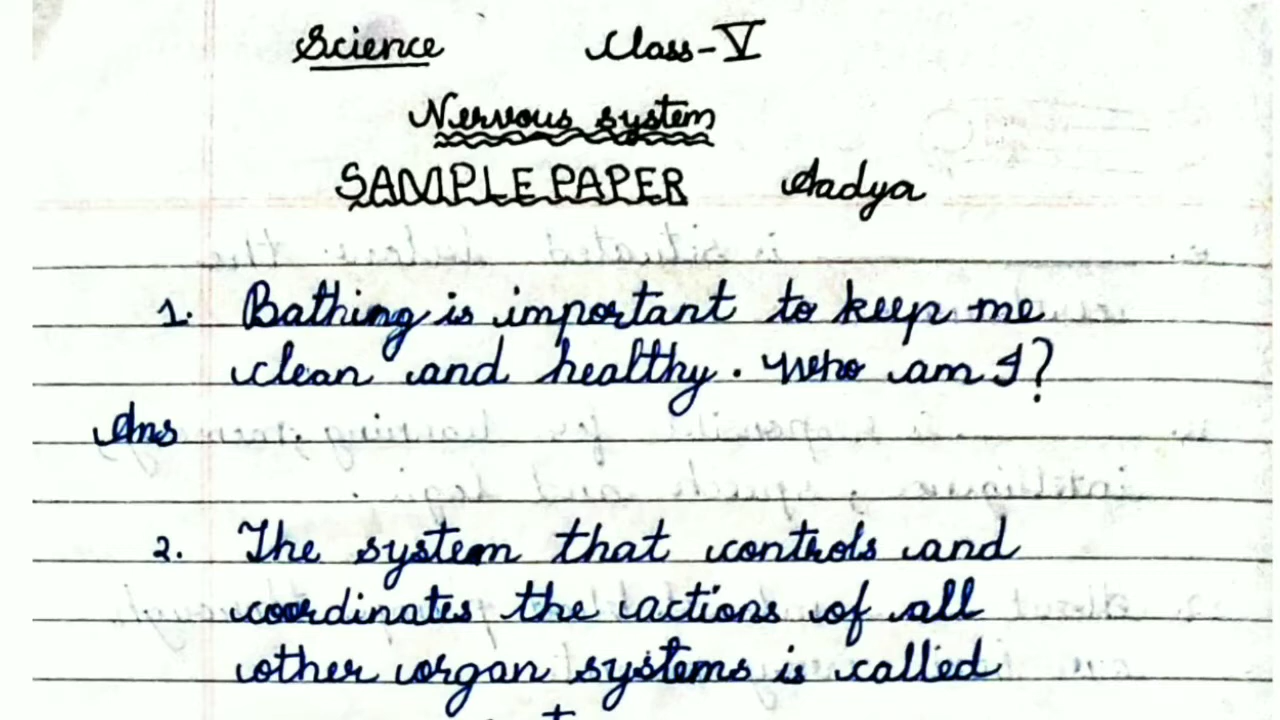 Science Class-V
Nervous system
SAMPLE PAPER Aadya
1. Bathing is important to keep me
clean and healthy. Who am I?
Ans
2. The system that controls and
coordinates the actions of all
other organ systems is called